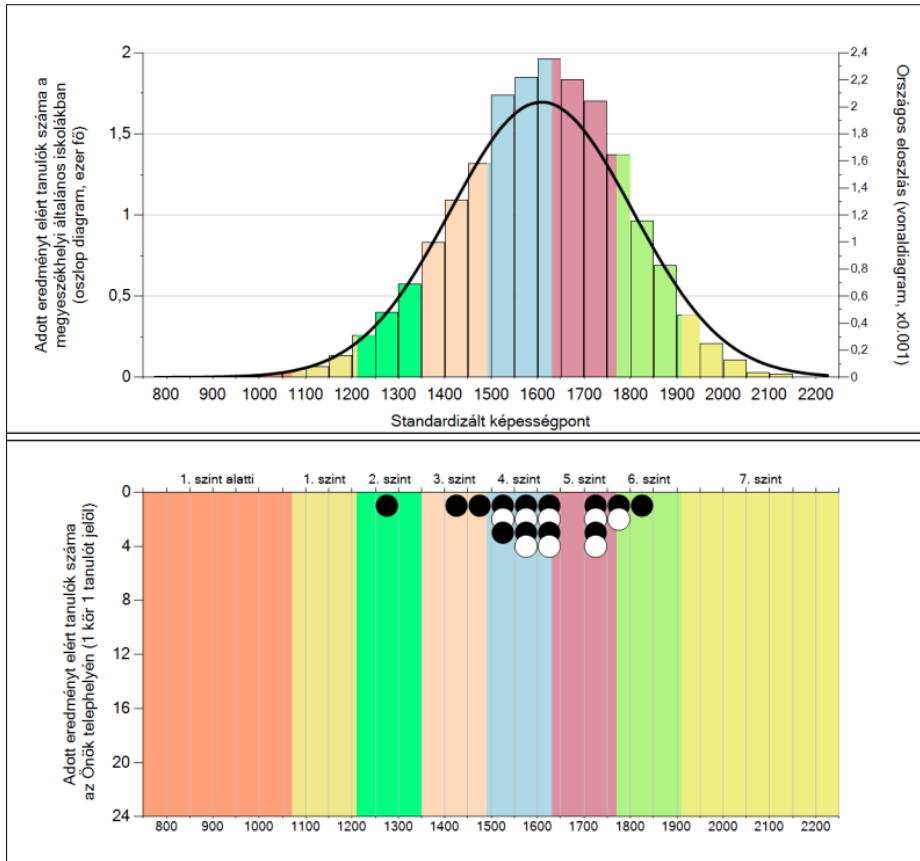 Adott eredményt elért tanulók száma a
megyeszékhelyi általános iskolákban
(oszlop diagram, ezer fő)
2
1,5
1
0,5
0
2,4
2,2
2
1,8
1,6
1,4
1,2
1
0,8
0,6
0,4
0,2
0
Országos eloszlás (vonaldiagram, x0.001)
800 900 1000 1100 1200 1300 1400 1500 1600 1700 1800 1900 2000 2100 2200
Standardizált képességpont
1. szint alatti 1. szint 2. szint 3. szint 4. szint 5. szint 6. szint 7. szint
Adott eredményt elért tanulók száma
az Önök telephelyén (1 kör 1 tanulót jelöl)
0
4
8
12
16
20
24
800 900 1000 1100 1200 1300 1400 1500 1600 1700 1800 1900 2000 2100 2200